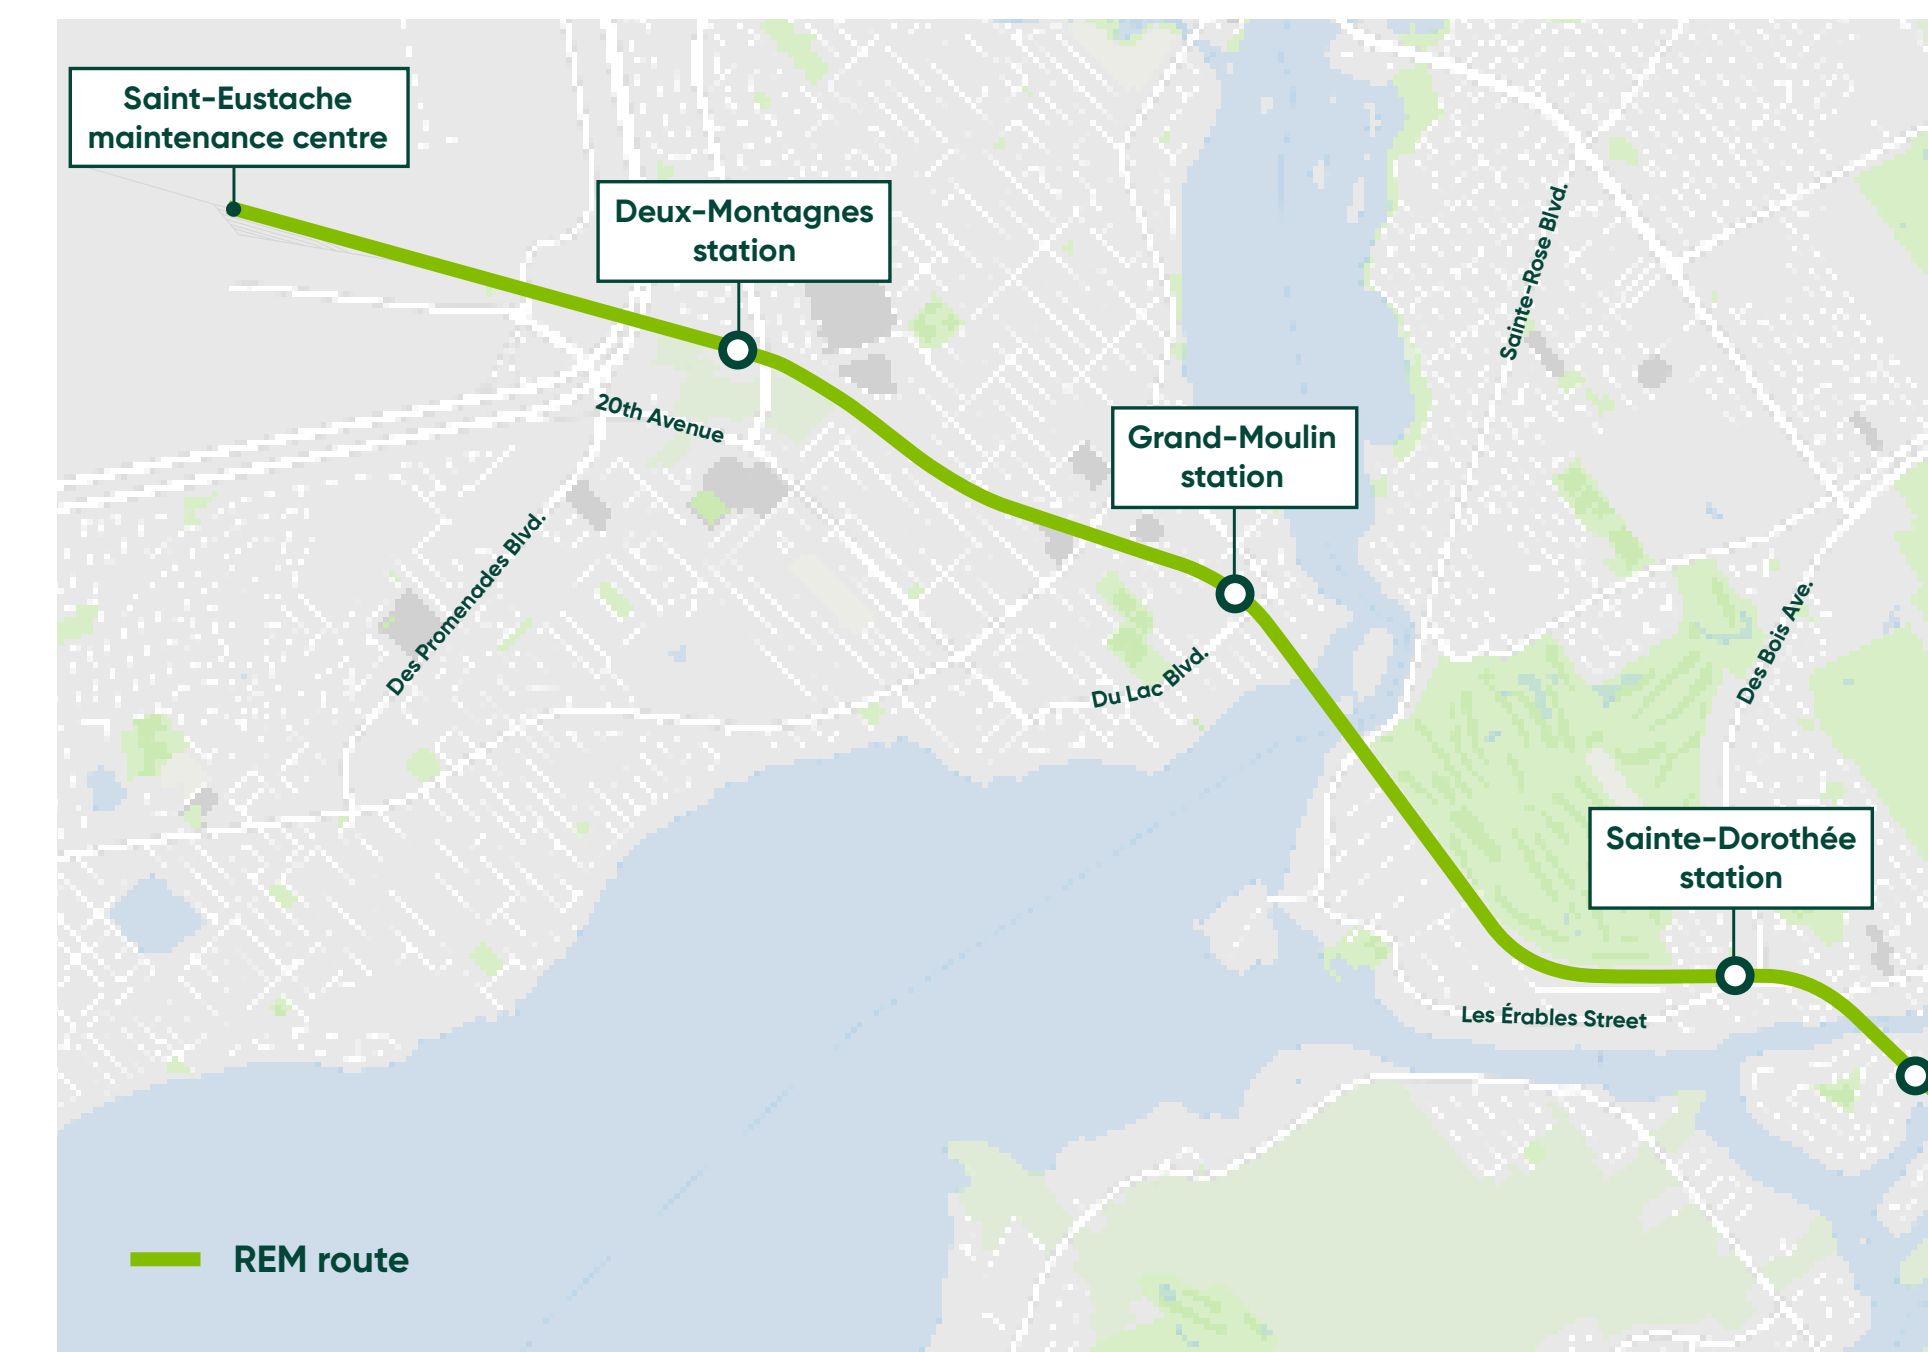 Saint-Eustache
maintenance centre
Deux-Montagnes
station
Sainte-Rose Blvd.
20th Avenue
Grand-Moulin
station
Des Promenades Blvd.
Des Bois Ave.
Du Lac Blvd.
Sainte-Dorothée
station
Les Érables Street
REM route